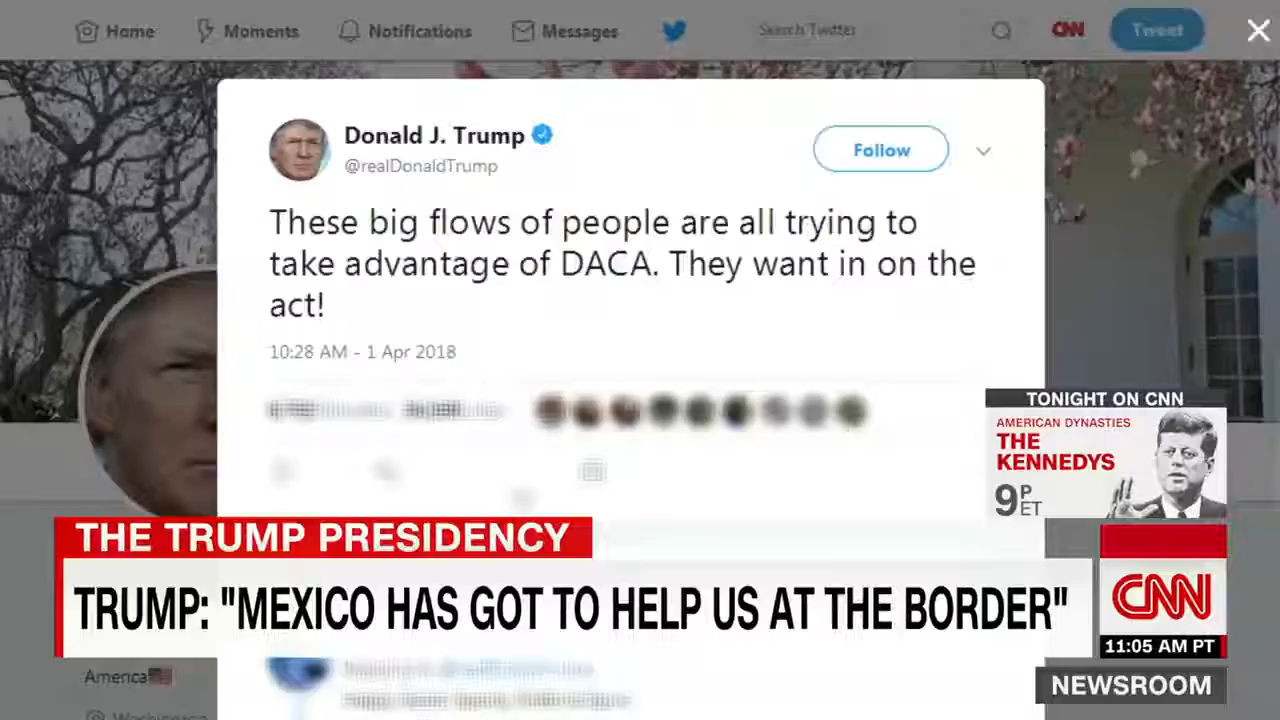 Home Moments Notifications Messages Search Twitter CNN Tweet
Donald J. Trump
@realDonaldTrump
Follow
These big flows of people are all trying to
take advantage of DACA. They want in on the
act!
10:28 AM - 1 Apr 2018
TONIGHT ON CNN
AMERICAN DYNASTIES
THE
KENNEDYS
9P
ET
THE TRUMP PRESIDENCY
TRUMP: "MEXICO HAS GOT TO HELP US AT THE BORDER"
CNN
11:05 AM PT
America
Washington
NEWSROOM